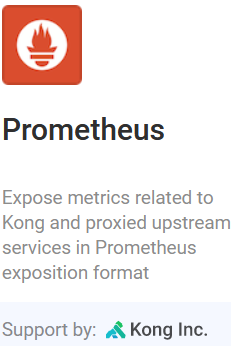 Prometheus
Expose metrics related to
Kong and proxied upstream
services in Prometheus
exposition format
Support by: Kong Inc.